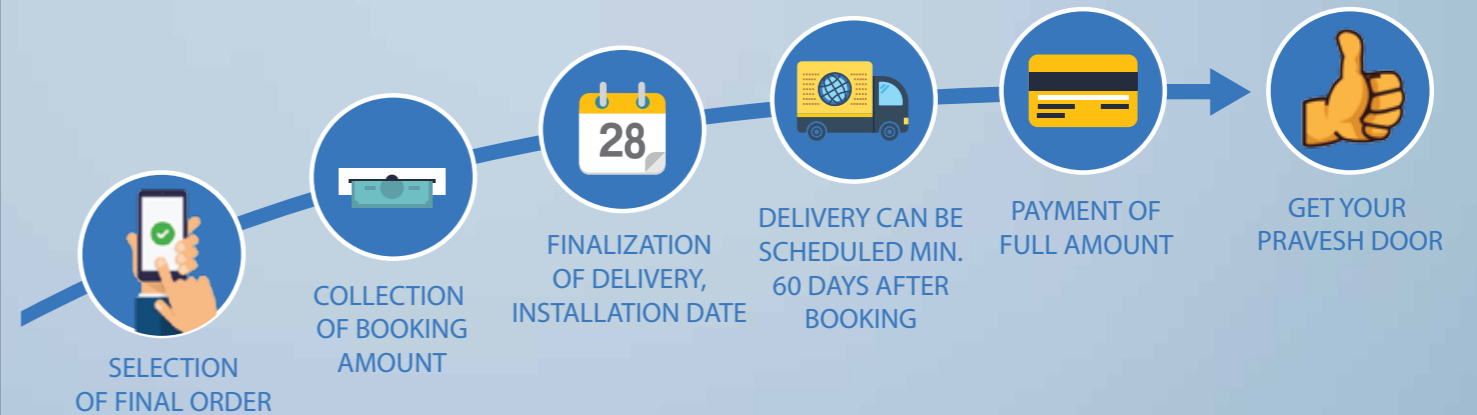 SELECTION
OF FINAL ORDER
COLLECTION
OF BOOKING
AMOUNT
28
FINALIZATION
OF DELIVERY,
INSTALLATION DATE
DELIVERY CAN BE
SCHEDULED MIN.
60 DAYS AFTER
BOOKING
PAYMENT OF
FULL AMOUNT
GET YOUR
PRAVESH DOOR